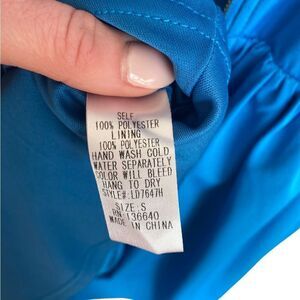 SELF
100% POLYESTER
LINING
100% POLYESTER
HAND WASH COLD
WATER SEPARATELY
COLOR WILL BLEED
HANG TO DRY
STYLE# LD7647H
SIZE: S
RN 136640
MADE IN CHINA